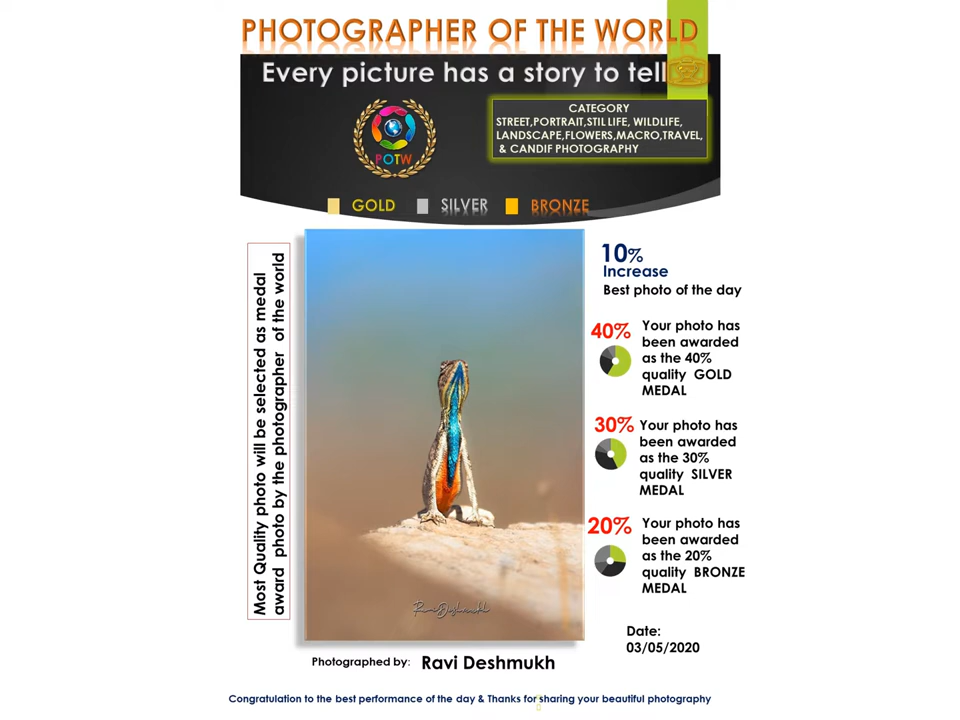 PHOTOGRAPHER OF THE WORLD
Every picture has a story to tell
POTW
CATEGORY
STREET,PORTRAIT,STIL LIFE, WILDLIFE,
LANDSCAPE,FLOWERS,MACRO,TRAVEL,
& CANDIF PHOTOGRAPHY
GOLD SILVER BRONZE
Most Quality photo will be selected as medal
award photo by the photographer of the world
10%
Increase
Best photo of the day
40%
Your photo has
been awarded
as the 40%
quality GOLD
MEDAL
30%
Your photo has
been awarded
as the 30%
quality SILVER
MEDAL
20%
Your photo has
been awarded
as the 20%
quality BRONZE
MEDAL
Ravi Deshmukh
Date:
03/05/2020
Photographed by: Ravi Deshmukh
Congratulation to the best performance of the day & Thanks for sharing your beautiful photography